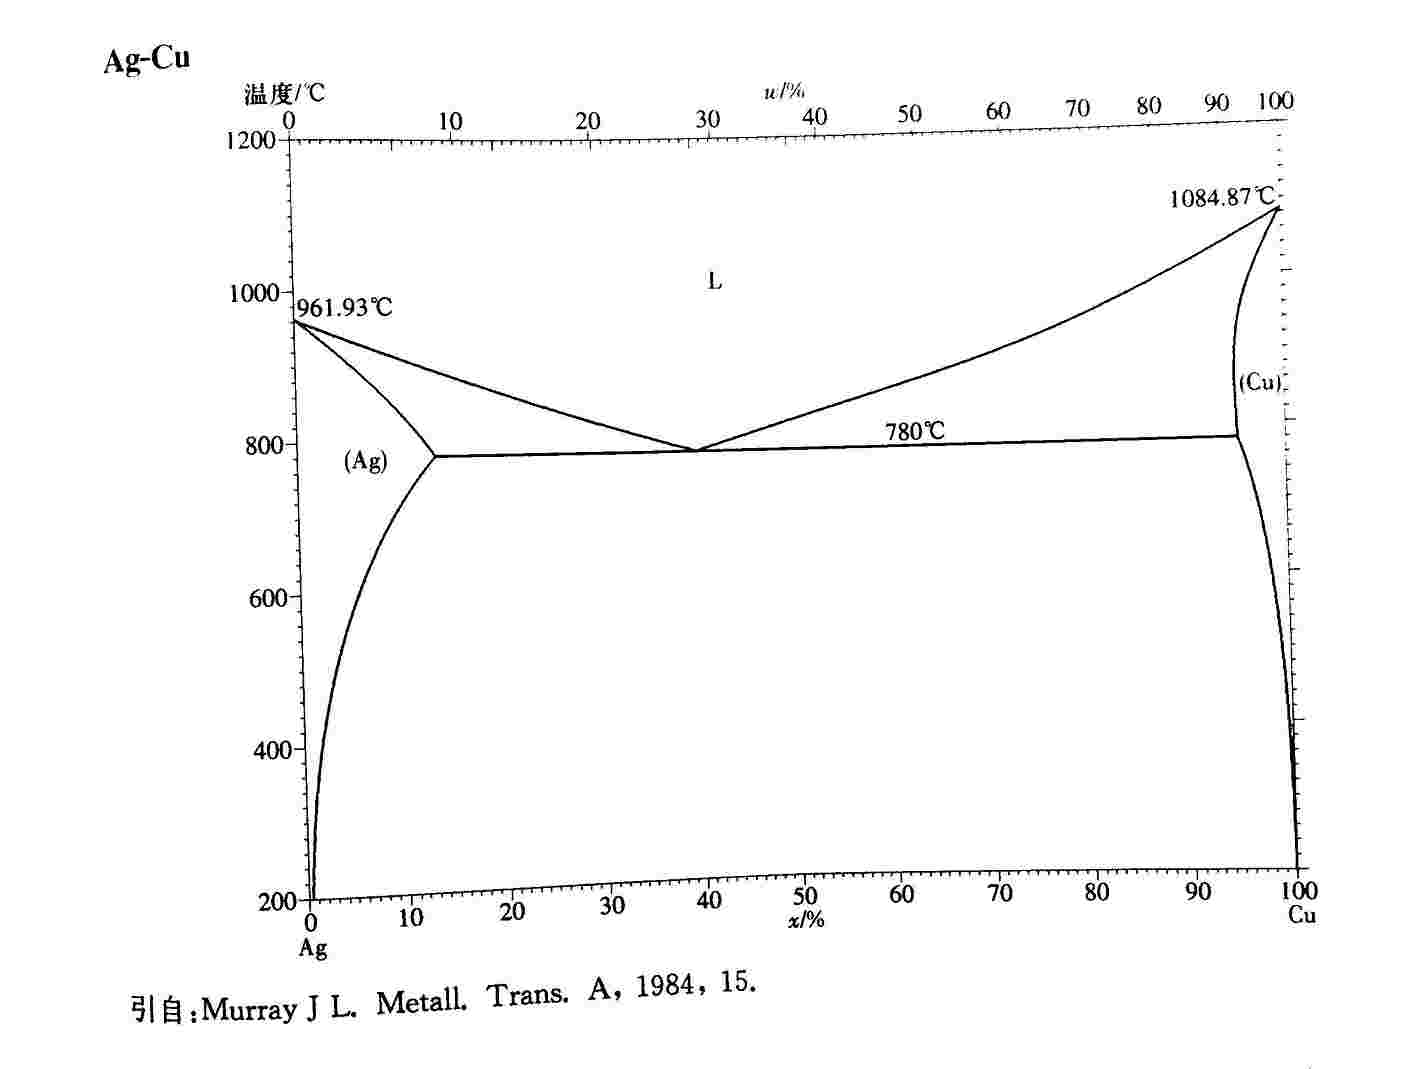 Ag-Cu
温度/℃
w/%
0 10 20 30 40 50 60 70 80 90 100
1200
1084.87℃
L
1000
961.93℃
(Cu)
780℃
800
(Ag)
600
400
200
0 10 20 30 40 50 60 70 80 90 100
x/%
Ag
Cu
引自:Murray J L. Metall. Trans. A, 1984, 15.